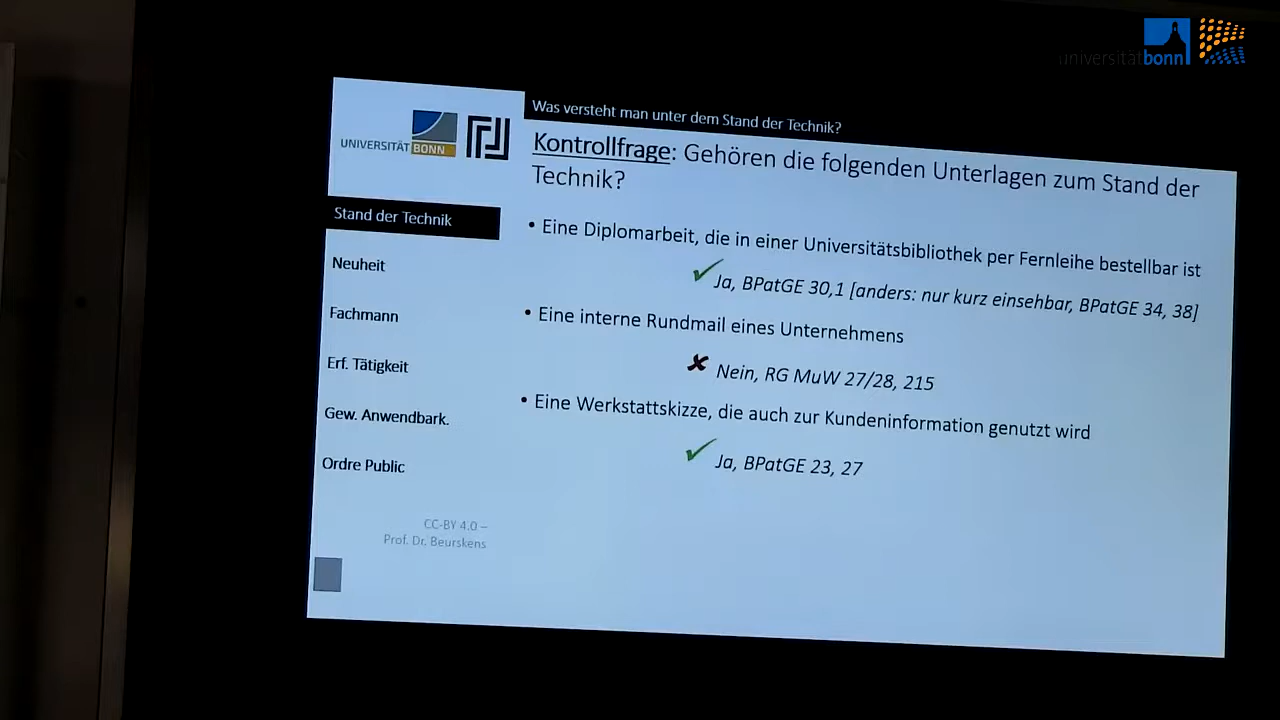 universitätbonn
Was versteht man unter dem Stand der Technik?
UNIVERSITÄT BONN
Kontrollfrage: Gehören die folgenden Unterlagen zum Stand der
Technik?
Stand der Technik
Neuheit
Fachmann
Erf. Tätigkeit
Gew. Anwendbark.
Ordre Public
• Eine Diplomarbeit, die in einer Universitätsbibliothek per Fernleihe bestellbar ist
Ja, BPatGE 30,1 [anders: nur kurz einsehbar, BPatGE 34, 38]
• Eine interne Rundmail eines Unternehmens
Nein, RG MuW 27/28, 215
• Eine Werkstattskizze, die auch zur Kundeninformation genutzt wird
Ja, BPatGE 23, 27
CC-BY 4.0 –
Prof. Dr. Beurskens